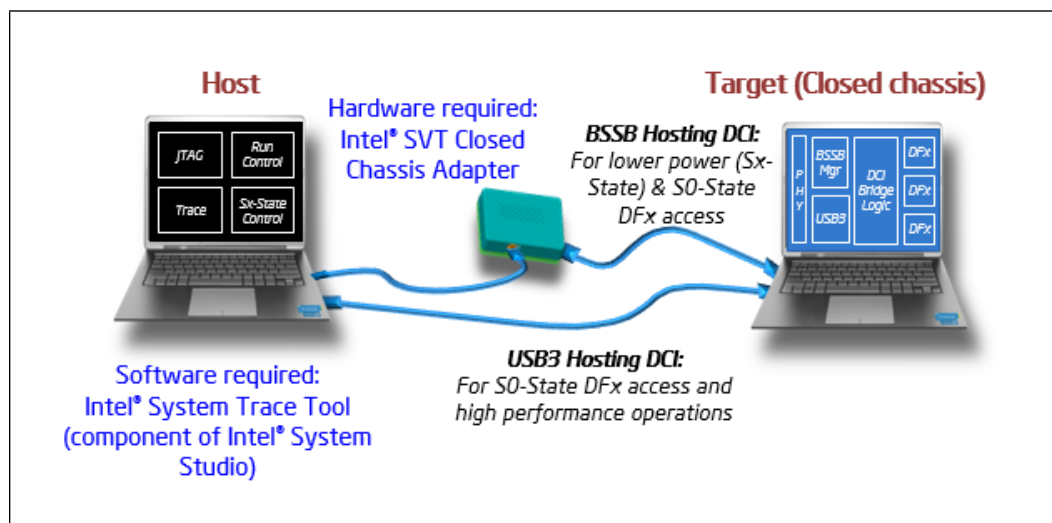 Host
Target (Closed chassis)
Hardware required:
Intel® SVT Closed
Chassis Adapter
BSSB Hosting DCI:
For lower power (Sx-
State) & S0-State
DFx access
JTAG
Run
Control
Trace
Sx-State
Control
P
H
Y
BSSB
Mgr
USB3
DCI
Bridge
Logic
DFx
DFx
DFx
USB3 Hosting DCI:
For S0-State DFx access and
high performance operations
Software required:
Intel® System Trace Tool
(component of Intel® System
Studio)